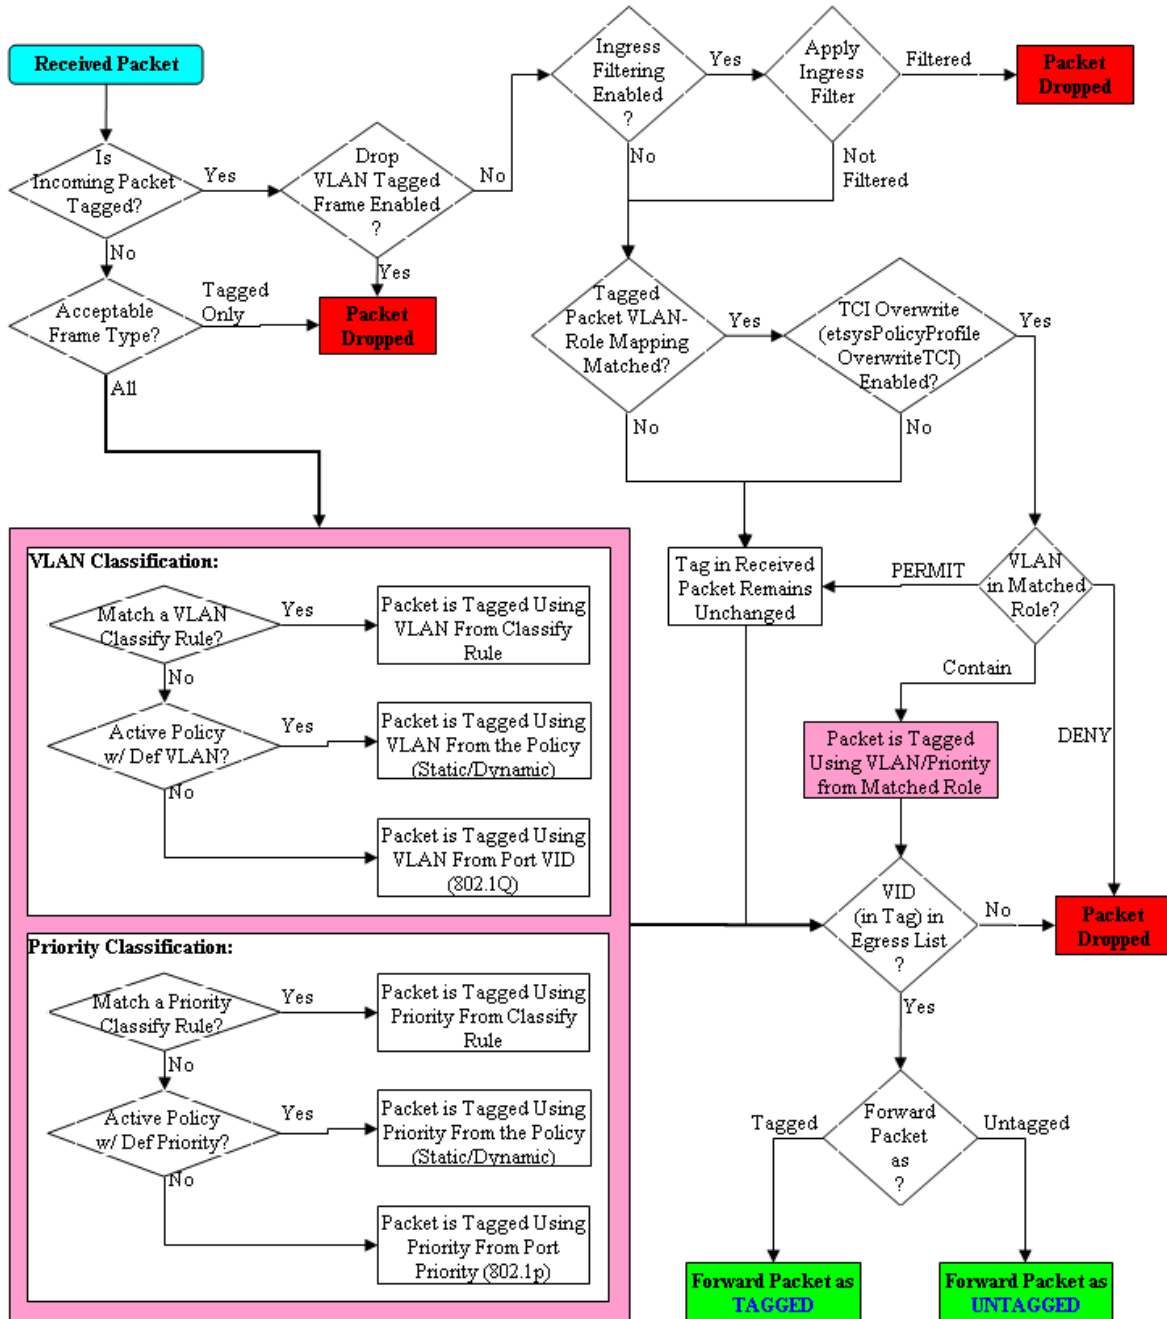 Received Packet
Is
Incoming Packet
Tagged?
Yes
No
Drop
VLAN Tagged
Frame Enabled
?
No
Yes
Ingress
Filtering
Enabled
?
Yes
No
Apply
Ingress
Filter
Filtered
Not
Filtered
Packet
Dropped
Acceptable
Frame Type?
Tagged
Only
All
Packet
Dropped
Tagged
Packet VLAN-
Role Mapping
Matched?
Yes
No
TCI Overwrite
(etsysPolicyProfile
OverwriteTCI)
Enabled?
Yes
No
Tag in Received
Packet Remains
Unchanged
PERMIT
VLAN
in Matched
Role?
Contain
DENY
Packet is Tagged
Using VLAN/Priority
from Matched Role
VLAN Classification:
Match a VLAN
Classify Rule?
Yes
No
Packet is Tagged Using
VLAN From Classify
Rule
Active Policy
w/ Def VLAN?
Yes
No
Packet is Tagged Using
VLAN From the Policy
(Static/Dynamic)
Packet is Tagged Using
VLAN From Port VID
(802.1Q)
Priority Classification:
Match a Priority
Classify Rule?
Yes
No
Packet is Tagged Using
Priority From Classify
Rule
Active Policy
w/ Def Priority?
Yes
No
Packet is Tagged Using
Priority From the Policy
(Static/Dynamic)
Packet is Tagged Using
Priority From Port
Priority (802.1p)
VID
(in Tag) in
Egress List
?
No
Yes
Packet
Dropped
Forward
Packet
as
?
Tagged
Untagged
Forward Packet as
TAGGED
Forward Packet as
UNTAGGED